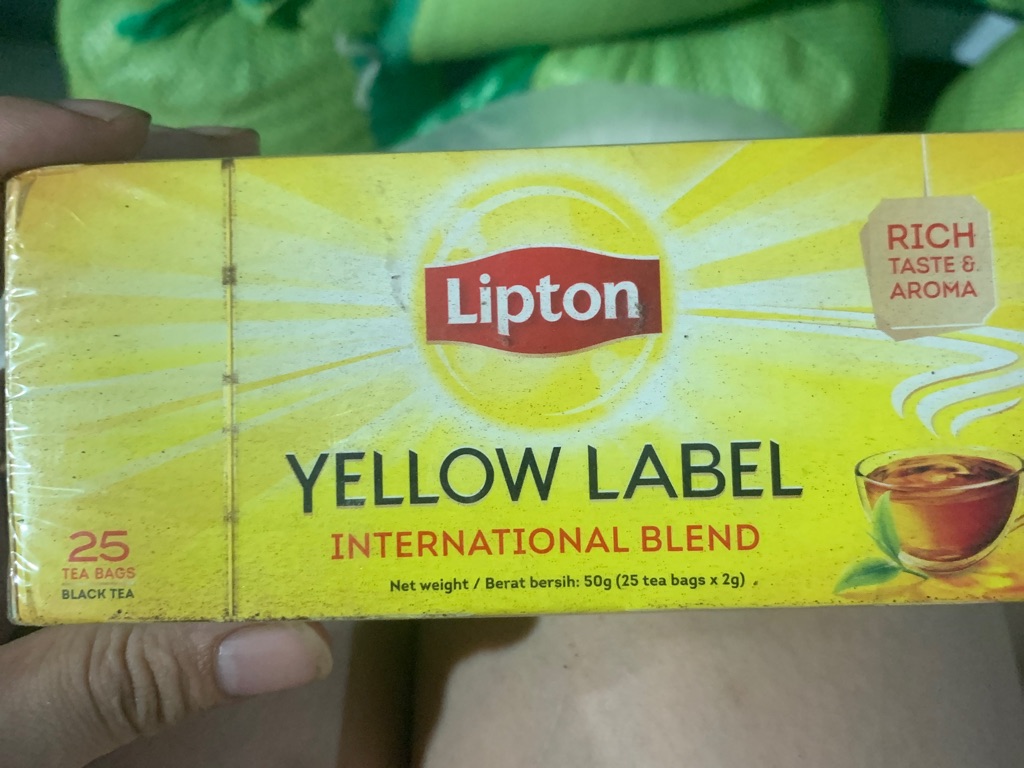 Lipton
RICH
TASTE &
AROMA
YELLOW LABEL
INTERNATIONAL BLEND
25
TEA BAGS
BLACK TEA
Net weight / Berat bersih: 50g (25 tea bags x 2g)